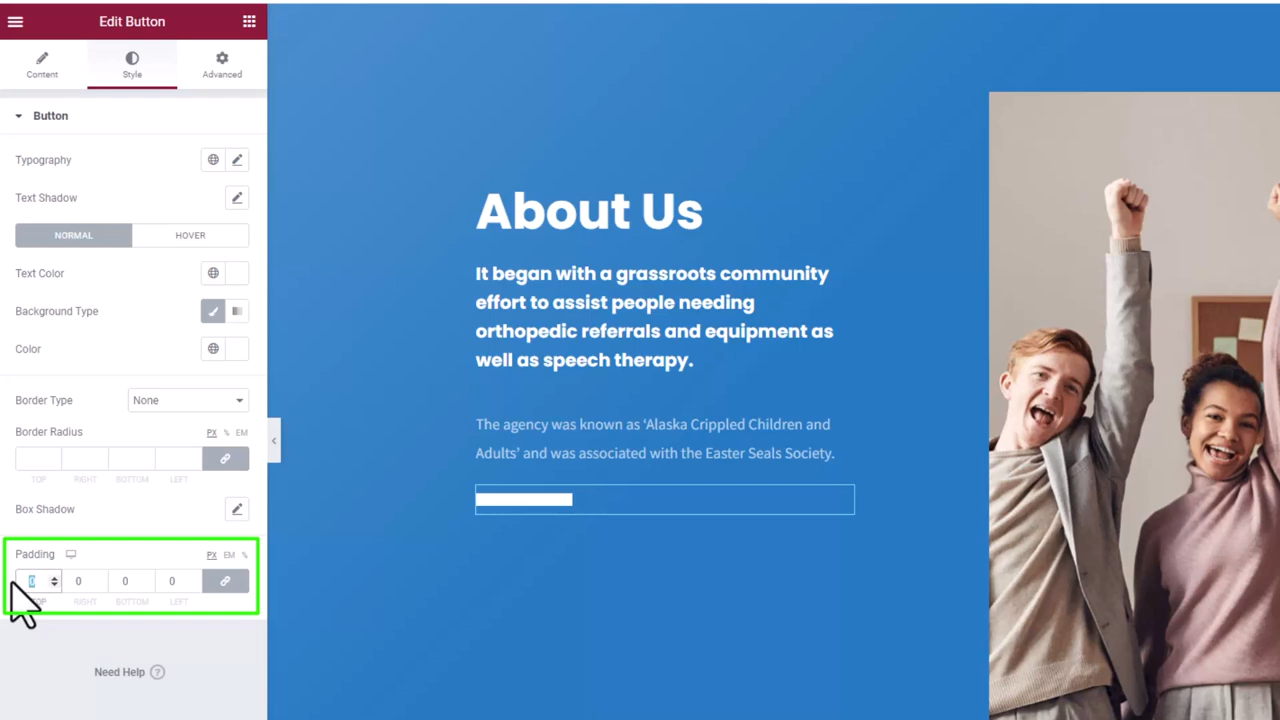 Edit Button
Content
Style
Advanced
Button
Typography
Text Shadow
NORMAL
HOVER
Text Color
Background Type
Color
Border Type
None
Border Radius
PX % EM
TOP RIGHT BOTTOM LEFT
Box Shadow
Padding
PX EM %
0 0 0 0
RIGHT BOTTOM LEFT
Need Help ?
About Us
It began with a grassroots community
effort to assist people needing
orthopedic referrals and equipment as
well as speech therapy.
The agency was known as ‘Alaska Crippled Children and
Adults’ and was associated with the Easter Seals Society.